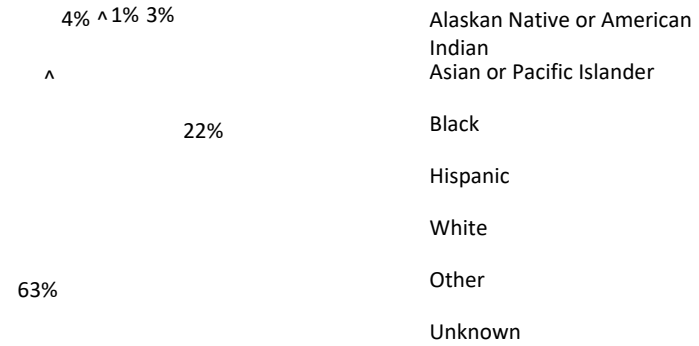 4% ^ 1% 3%
^
22%
63%
Alaskan Native or American
Indian
Asian or Pacific Islander
Black
Hispanic
White
Other
Unknown